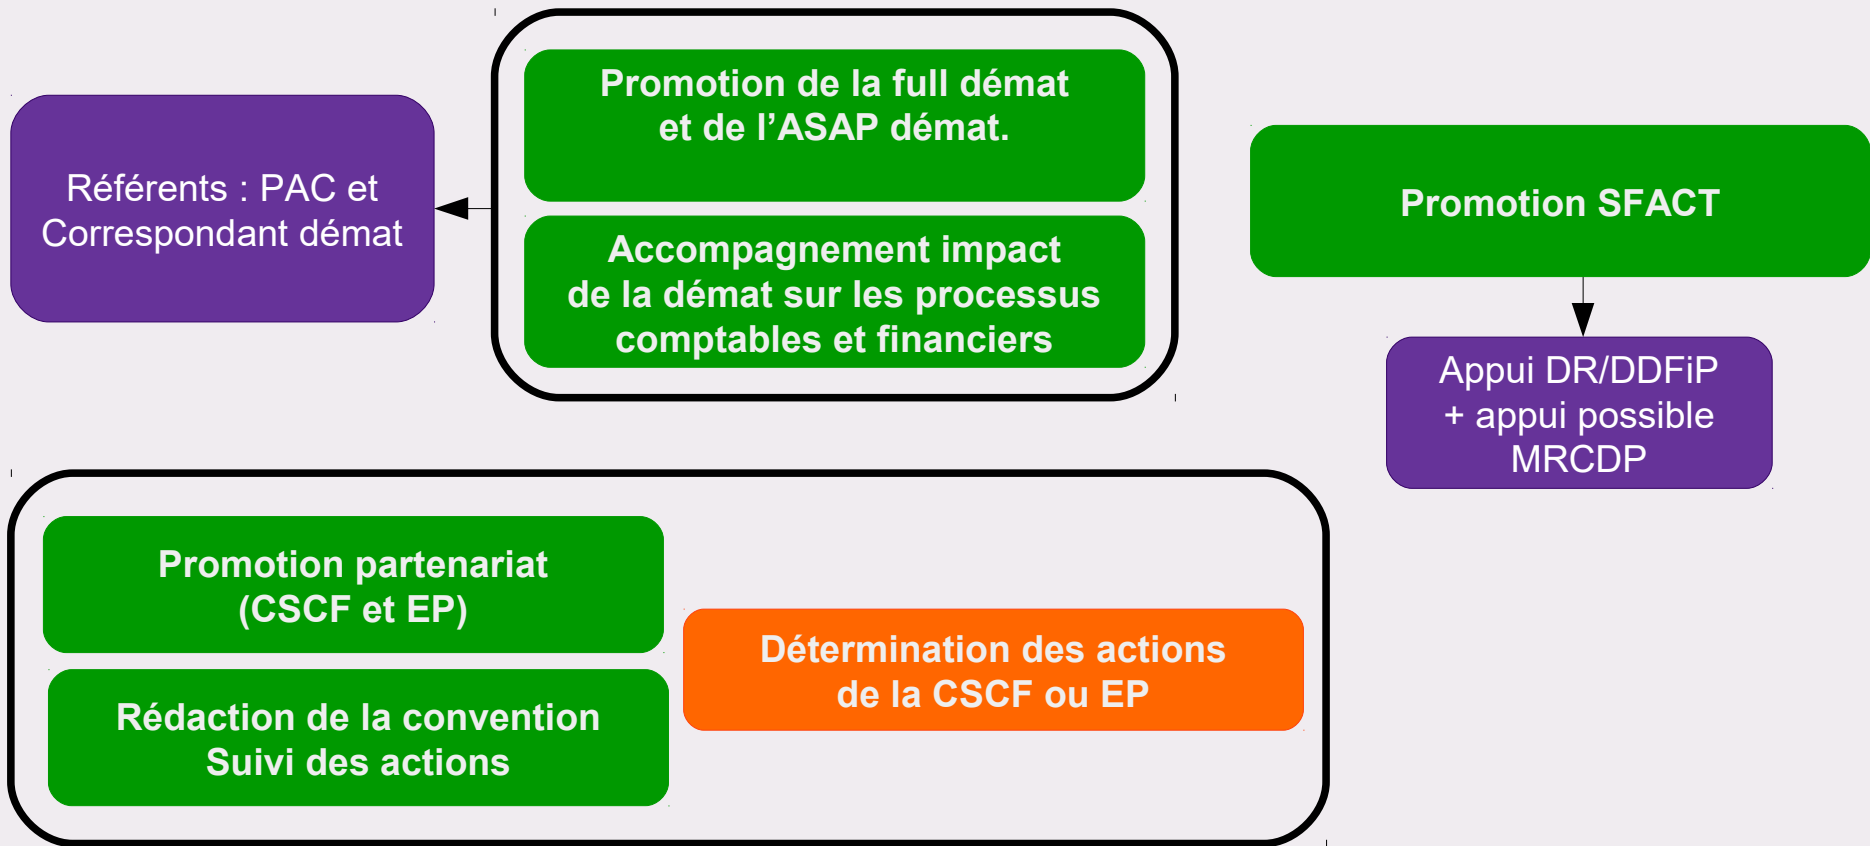 Promotion de la full démat
et de l’ASAP démat.
Référents : PAC et
Correspondant démat
Accompagnement impact
de la démat sur les processus
comptables et financiers
Promotion SFACT
Appui DR/DDFiP
+ appui possible
MRCDP
Promotion partenariat
(CSCF et EP)
Rédaction de la convention
Suivi des actions
Détermination des actions
de la CSCF ou EP